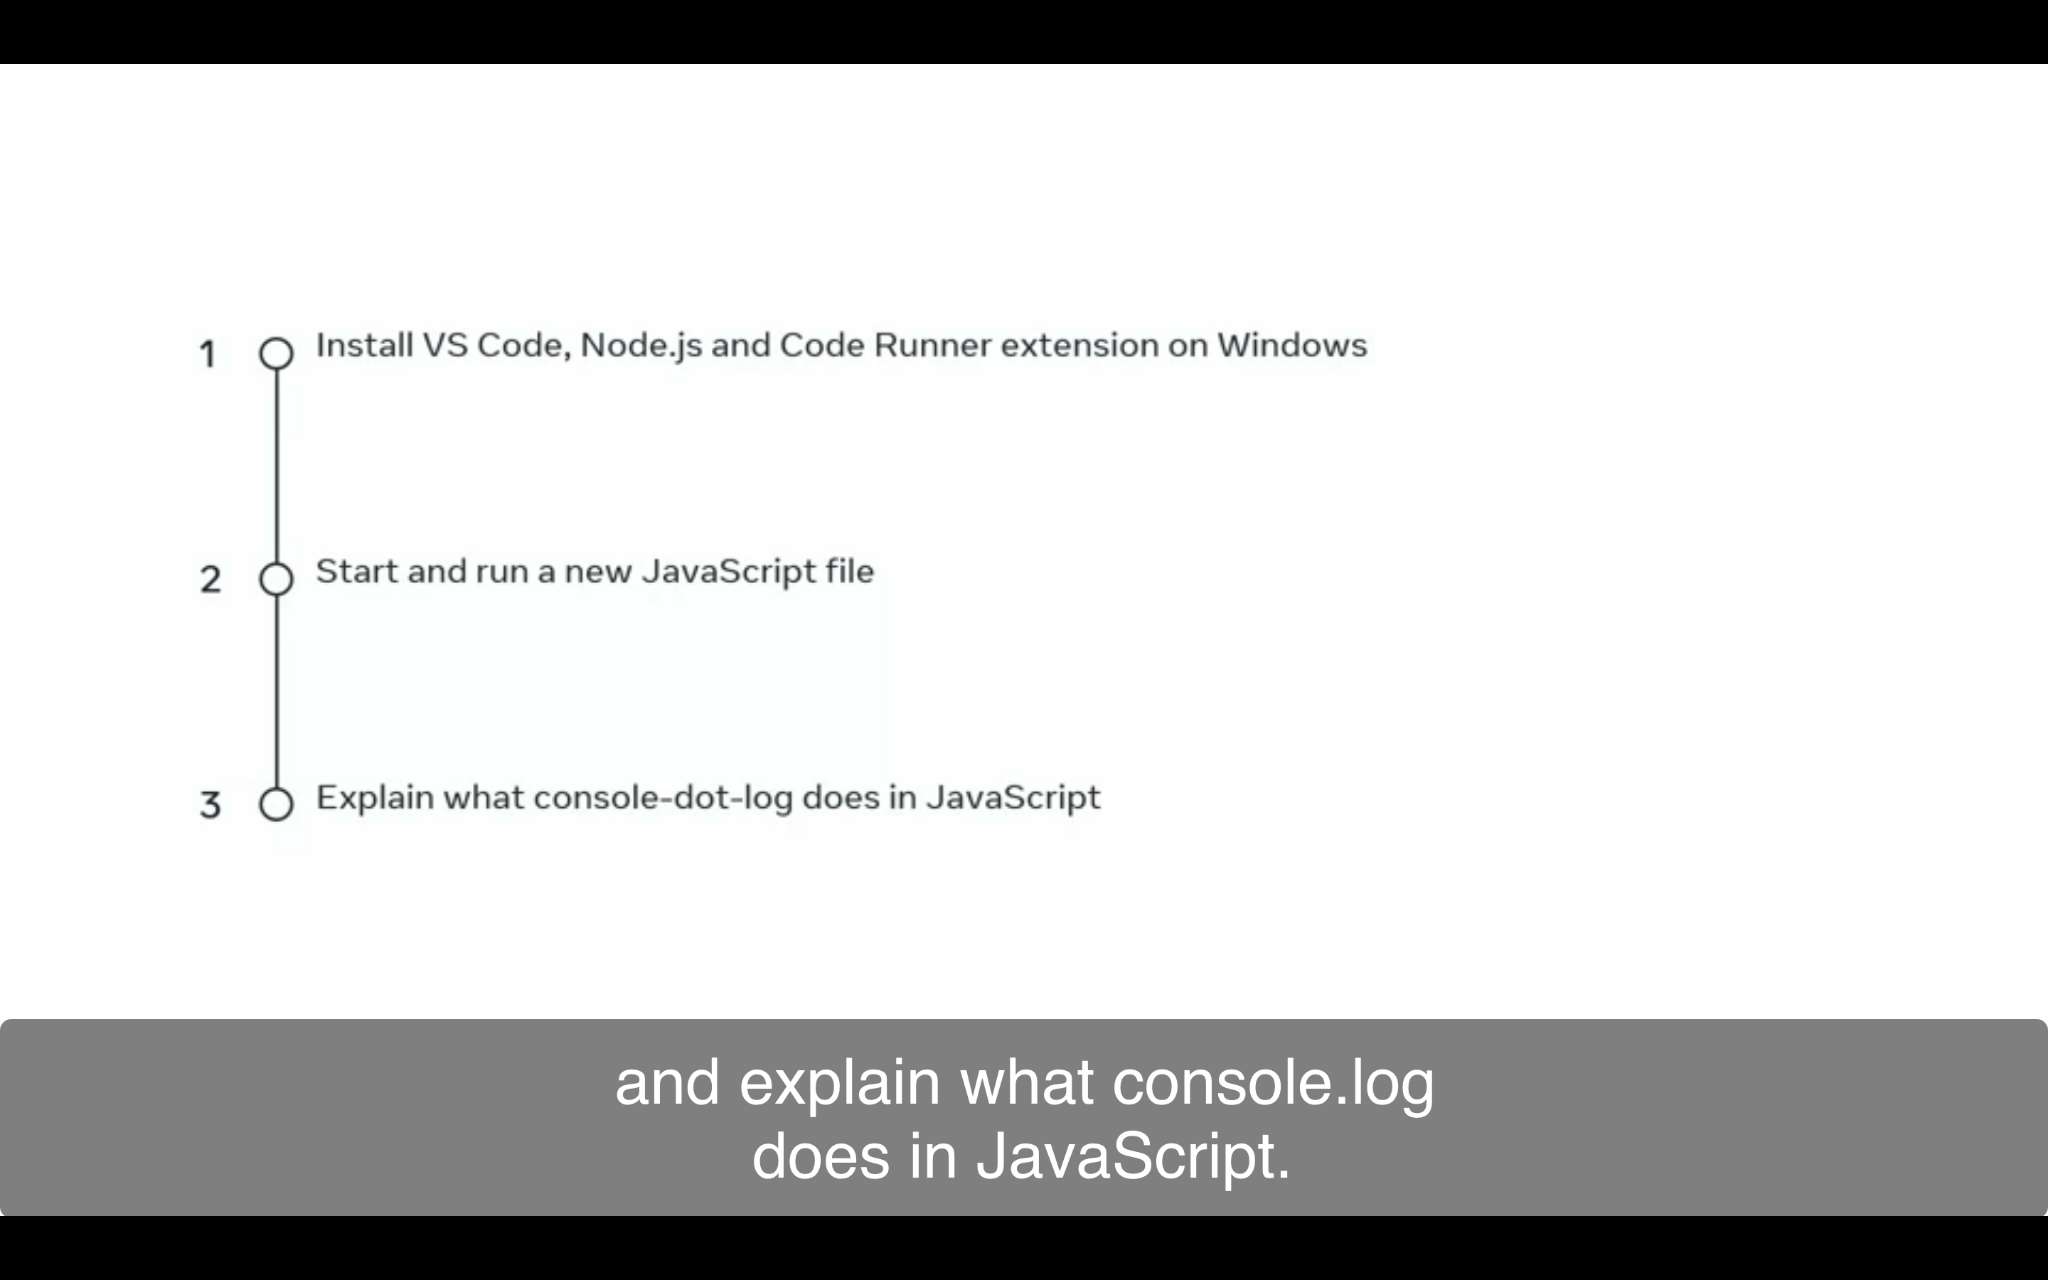 1 Install VS Code, Node.js and Code Runner extension on Windows
2 Start and run a new JavaScript file
3 Explain what console-dot-log does in JavaScript
and explain what console.log
does in JavaScript.